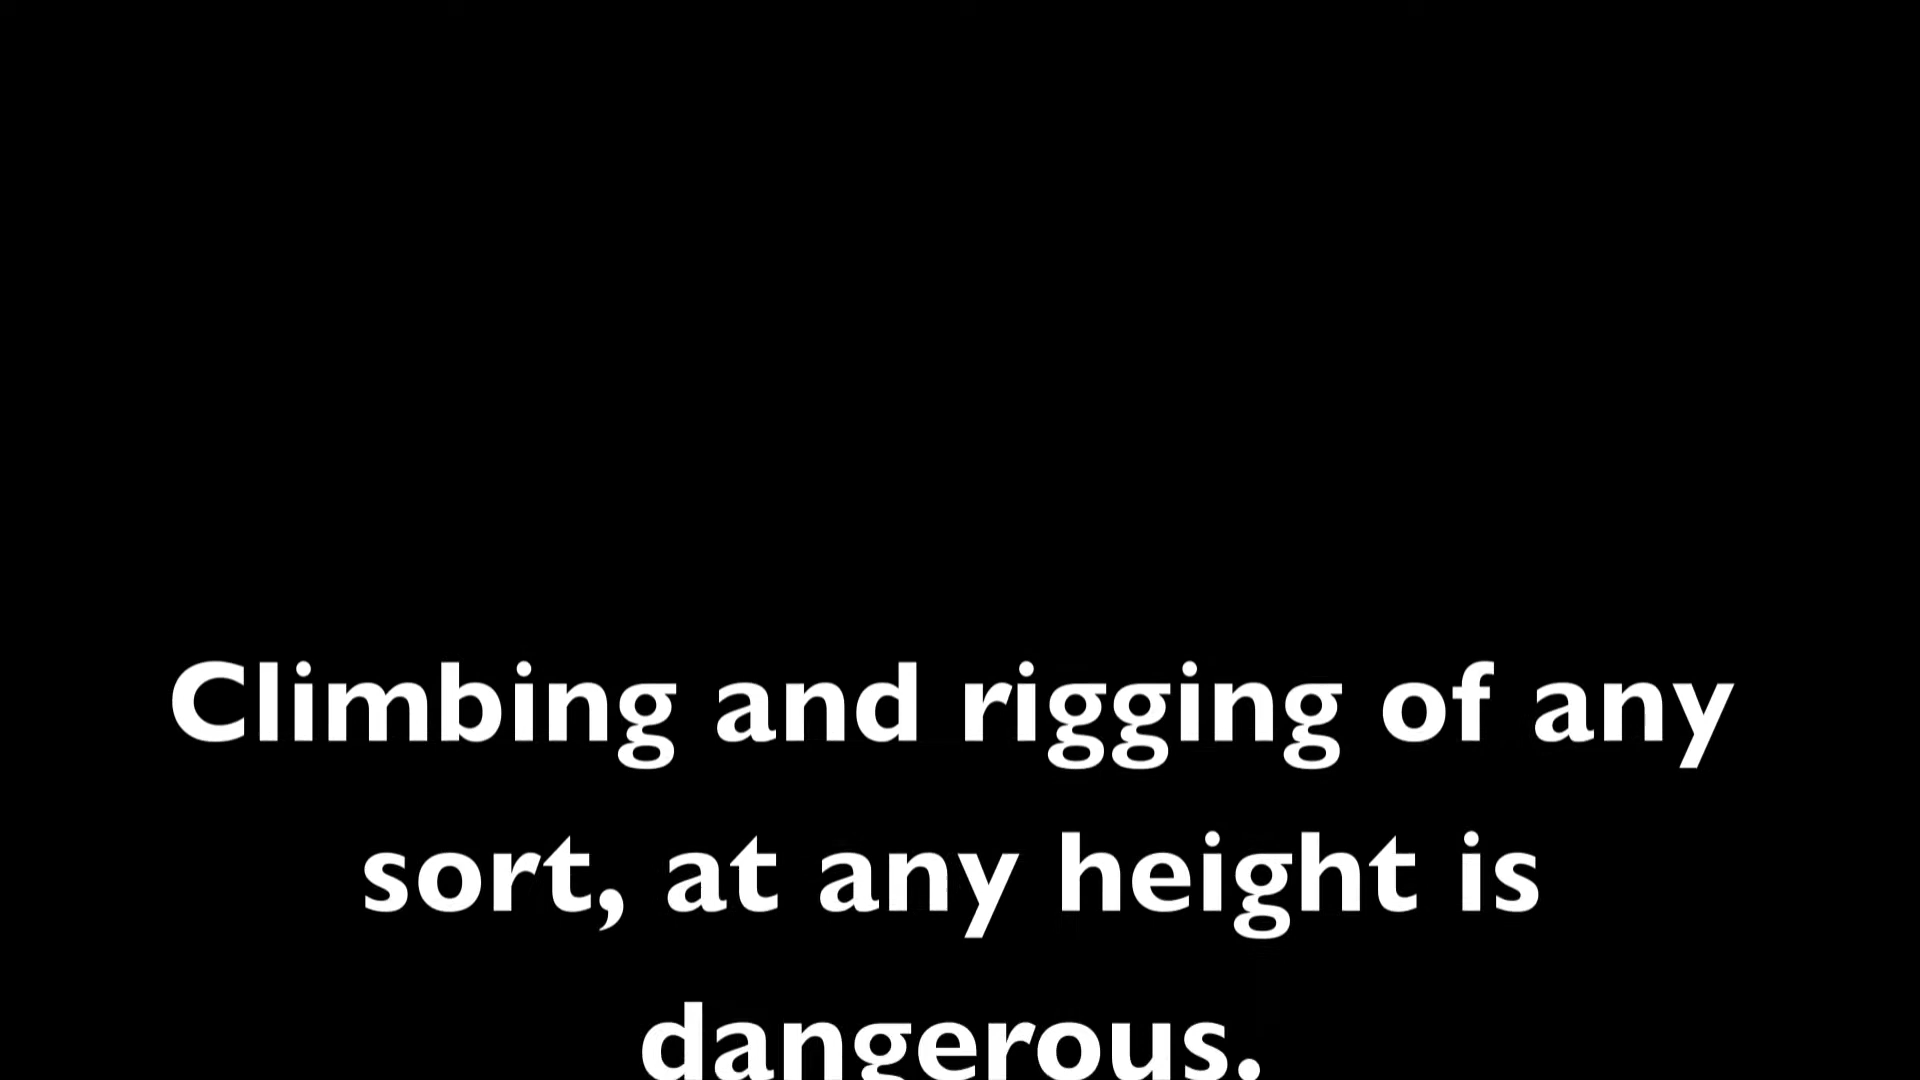 Climbing and rigging of any
sort, at any height is
dangerous.